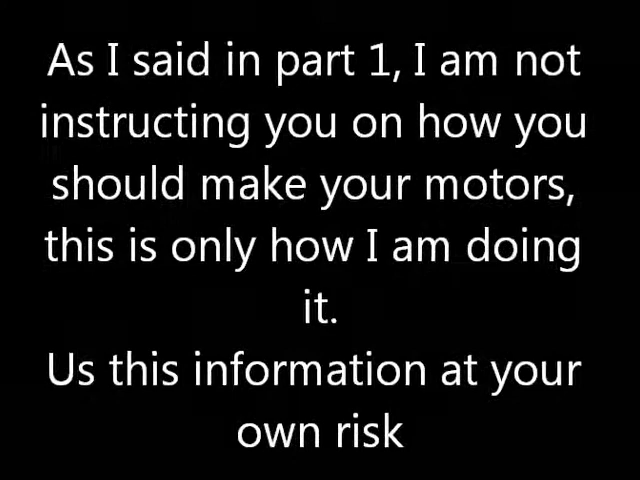 As I said in part 1, I am not
instructing you on how you
should make your motors,
this is only how I am doing
it.
Us this information at your
own risk